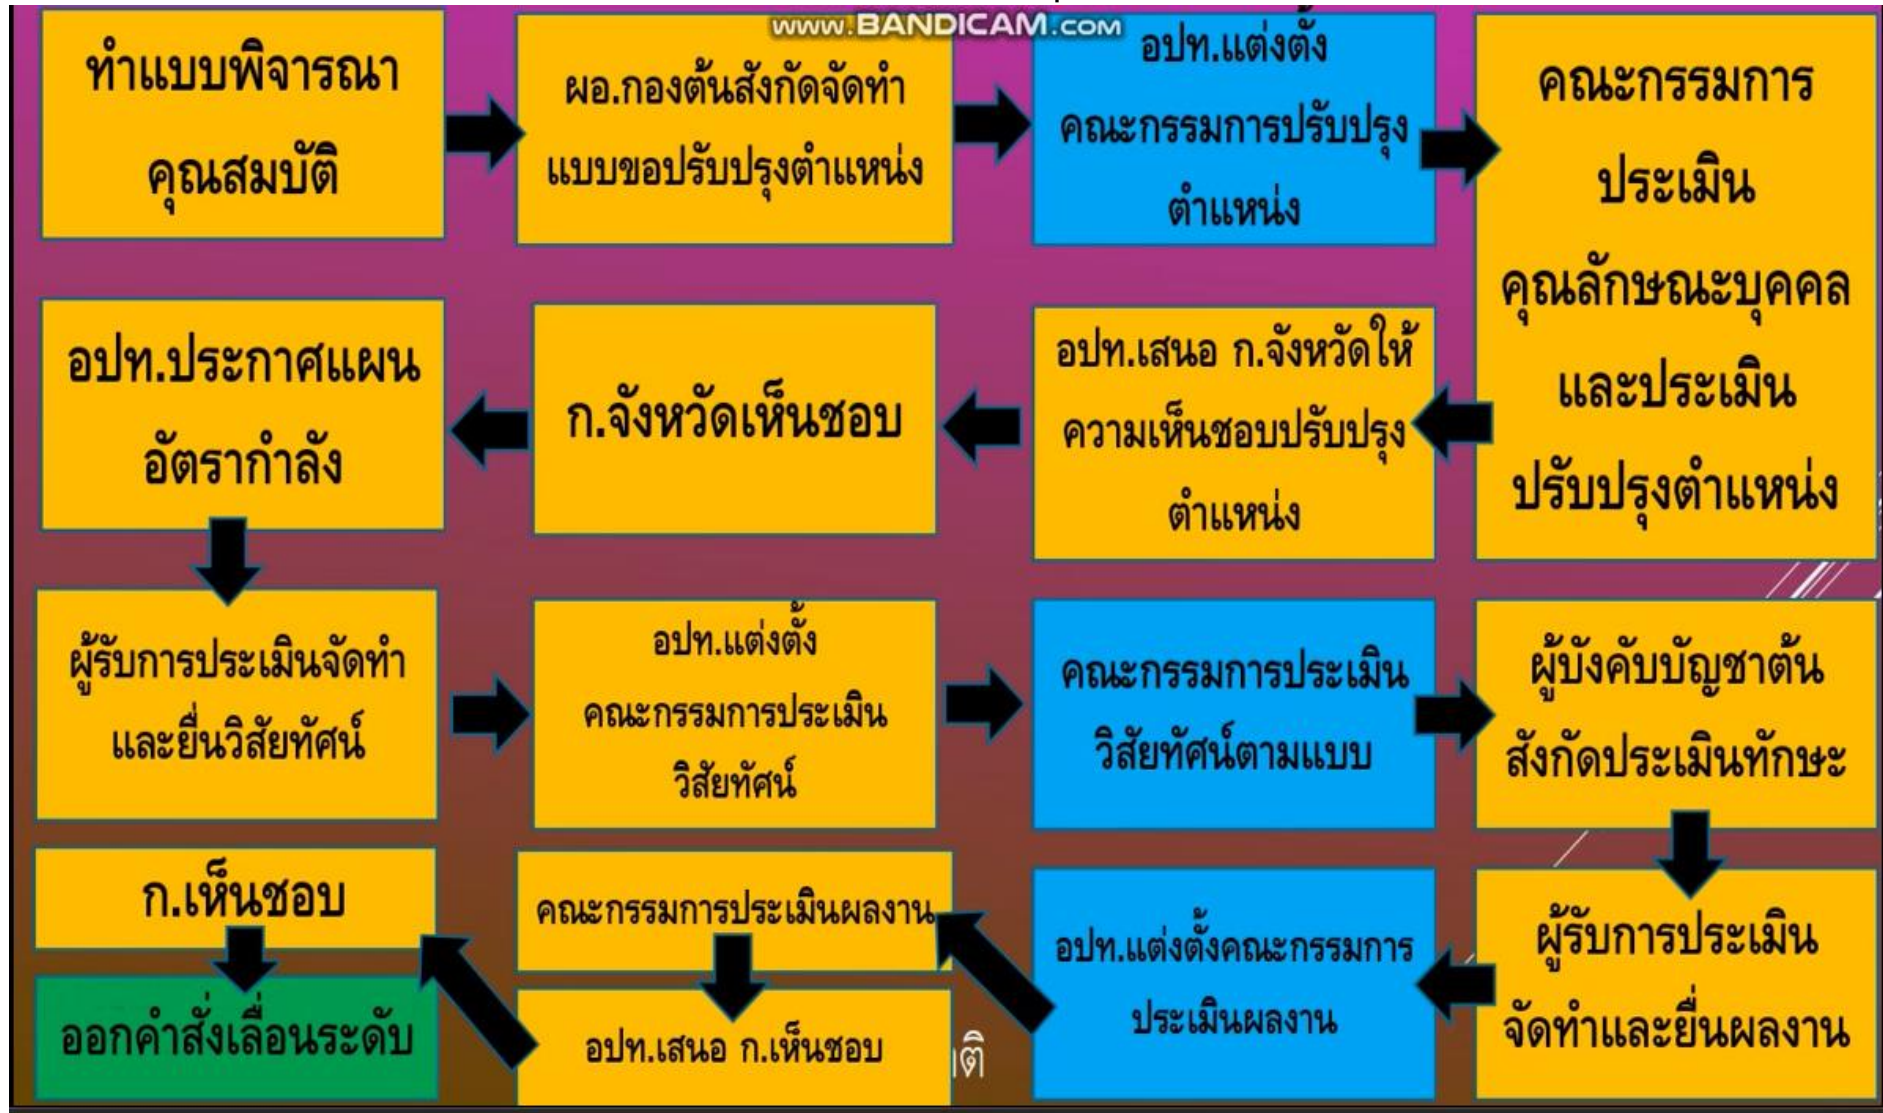 www.BANDICAM.com
ทำแบบพิจารณา
คุณสมบัติ
ผอ.กองต้นสังกัดจัดทำ
แบบขอปรับปรุงตำแหน่ง
อปท.แต่งตั้ง
คณะกรรมการปรับปรุง
ตำแหน่ง
คณะกรรมการ
ประเมิน
คุณลักษณะบุคคล
และประเมิน
ปรับปรุงตำแหน่ง
อปท.เสนอ ก.จังหวัดให้
ความเห็นชอบปรับปรุง
ตำแหน่ง
ก.จังหวัดเห็นชอบ
อปท.ประกาศแผน
อัตรากำลัง
ผู้รับการประเมินจัดทำ
และยื่นวิสัยทัศน์
อปท.แต่งตั้ง
คณะกรรมการประเมิน
วิสัยทัศน์
คณะกรรมการประเมิน
วิสัยทัศน์ตามแบบ
ผู้บังคับบัญชาต้น
สังกัดประเมินทักษะ
ผู้รับการประเมิน
จัดทำและยื่นผลงาน
อปท.แต่งตั้งคณะกรรมการ
ประเมินผลงาน
คณะกรรมการประเมินผลงาน
อปท.เสนอ ก.เห็นชอบ
ก.เห็นชอบ
ออกคำสั่งเลื่อนระดับ